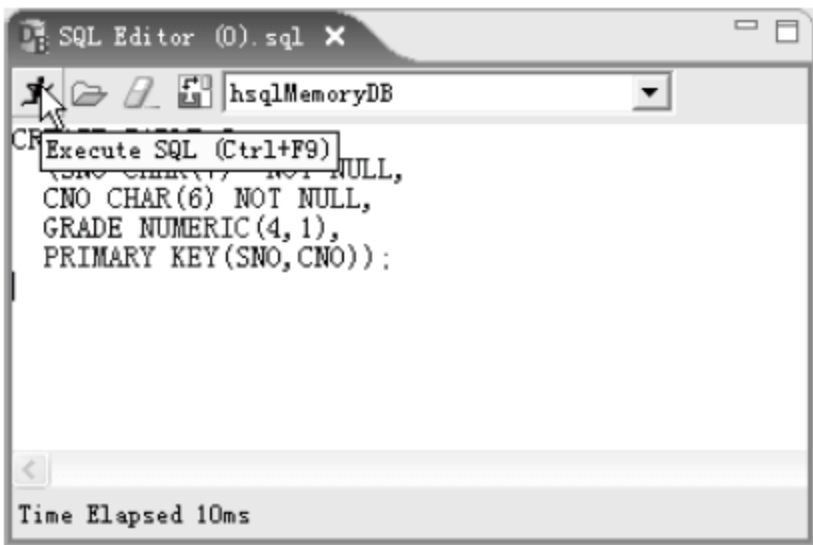 SQL Editor (0).sql
hsqlMemoryDB
Execute SQL (Ctrl+F9)
NOT NULL,
CNO CHAR(6) NOT NULL,
GRADE NUMERIC(4,1),
PRIMARY KEY(SNO,CNO));
Time Elapsed 10ms